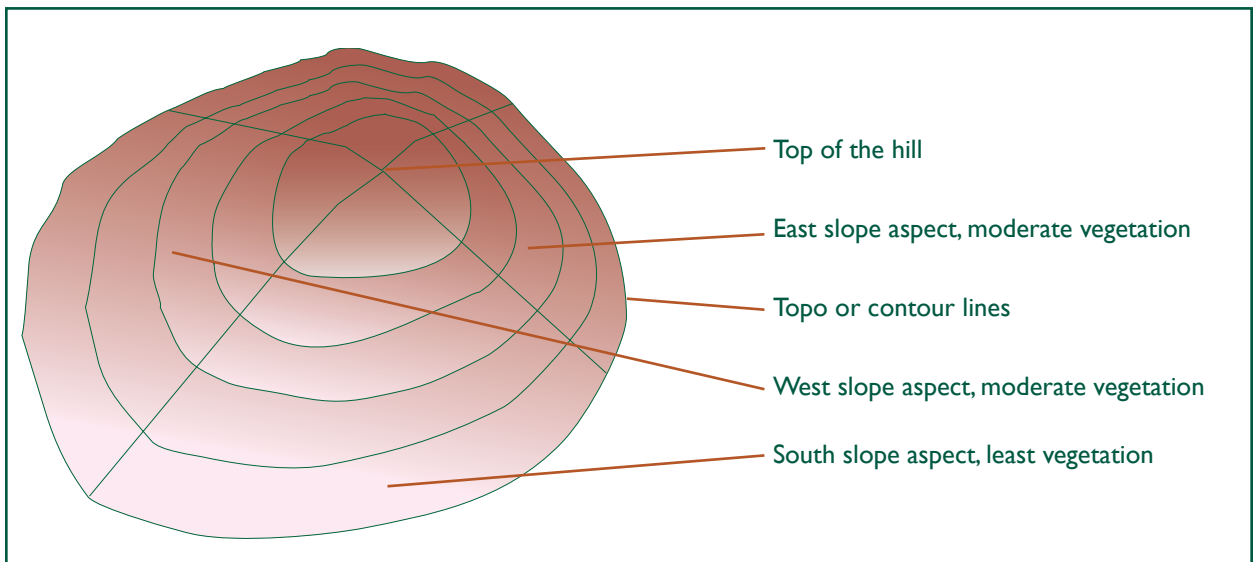 Top of the hill
East slope aspect, moderate vegetation
Topo or contour lines
West slope aspect, moderate vegetation
South slope aspect, least vegetation